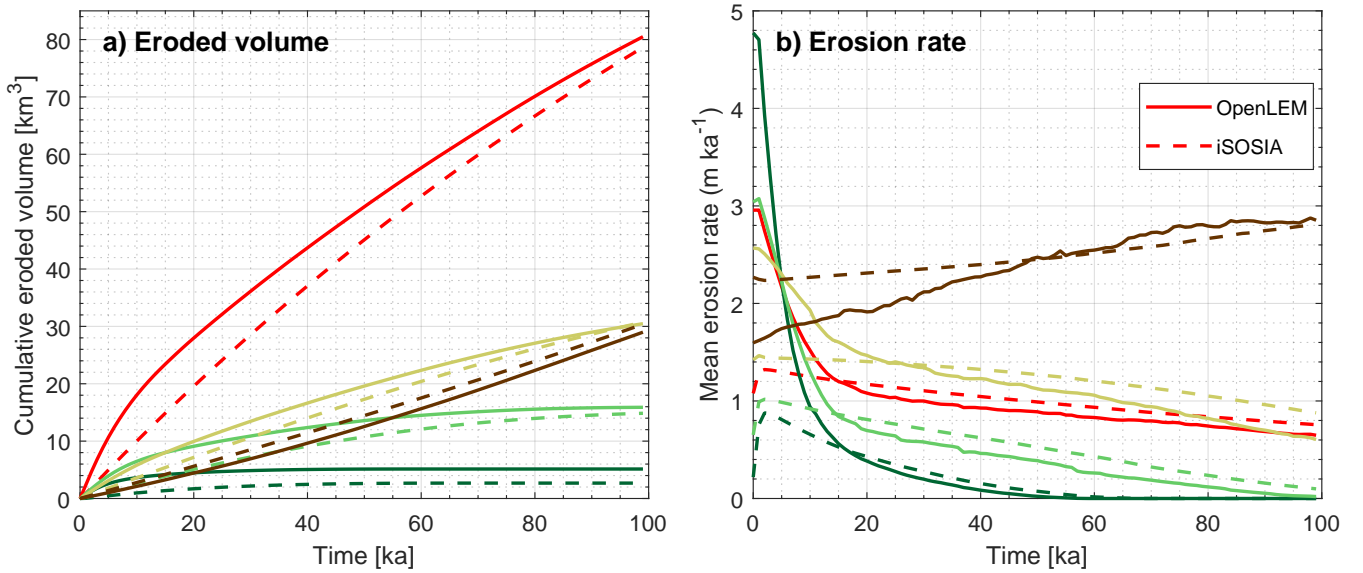 a) Eroded volume
Cumulative eroded volume [km³]
80
70
60
50
40
30
20
10
0
0 20 40 60 80 100
Time [ka]
b) Erosion rate
OpenLEM
iSOSIA
Mean erosion rate (m ka⁻¹)
5
4
3
2
1
0
0 20 40 60 80 100
Time [ka]